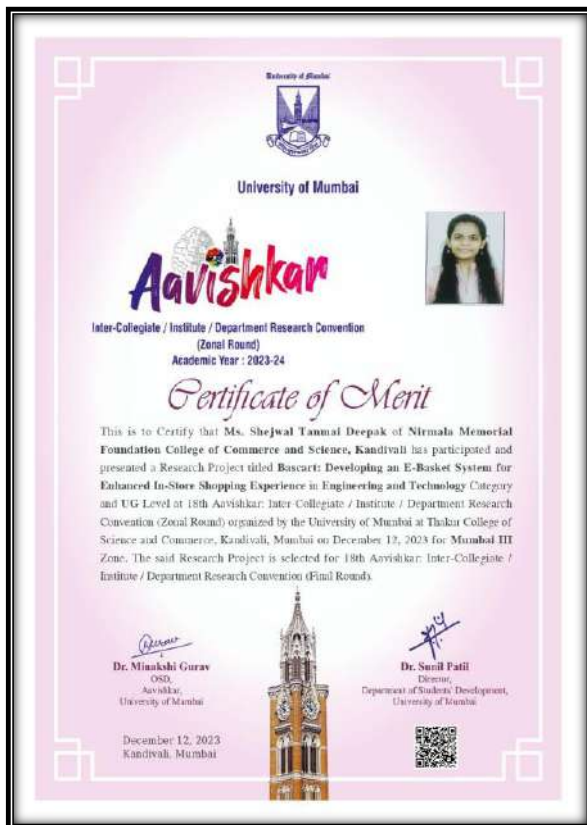 University of Mumbai
University of Mumbai
Aavishkar
Inter-Collegiate / Institute / Department Research Convention
(Zonal Round)
Academic Year : 2023-24
Certificate of Merit
This is to Certify that Ms. Shejwal Tanmai Deepak of Nirmala Memorial
Foundation College of Commerce and Science, Kandivali has participated and
presented a Research Project titled Bascart: Developing an E-Basket System for
Enhanced In-Store Shopping Experience in Engineering and Technology Category
and UG Level at 18th Aavishkar: Inter-Collegiate / Institute / Department Research
Convention (Zonal Round) organized by the University of Mumbai at Thakur College of
Science and Commerce, Kandivali, Mumbai on December 12, 2023 for Mumbai III
Zone. The said Research Project is selected for 18th Aavishkar: Inter-Collegiate /
Institute / Department Research Convention (Final Round).
Dr. Minakshi Gurav
OSD,
Aavishkar,
University of Mumbai
Dr. Sunil Patil
Director,
Department of Students' Development,
University of Mumbai
December 12, 2023
Kandivali, Mumbai